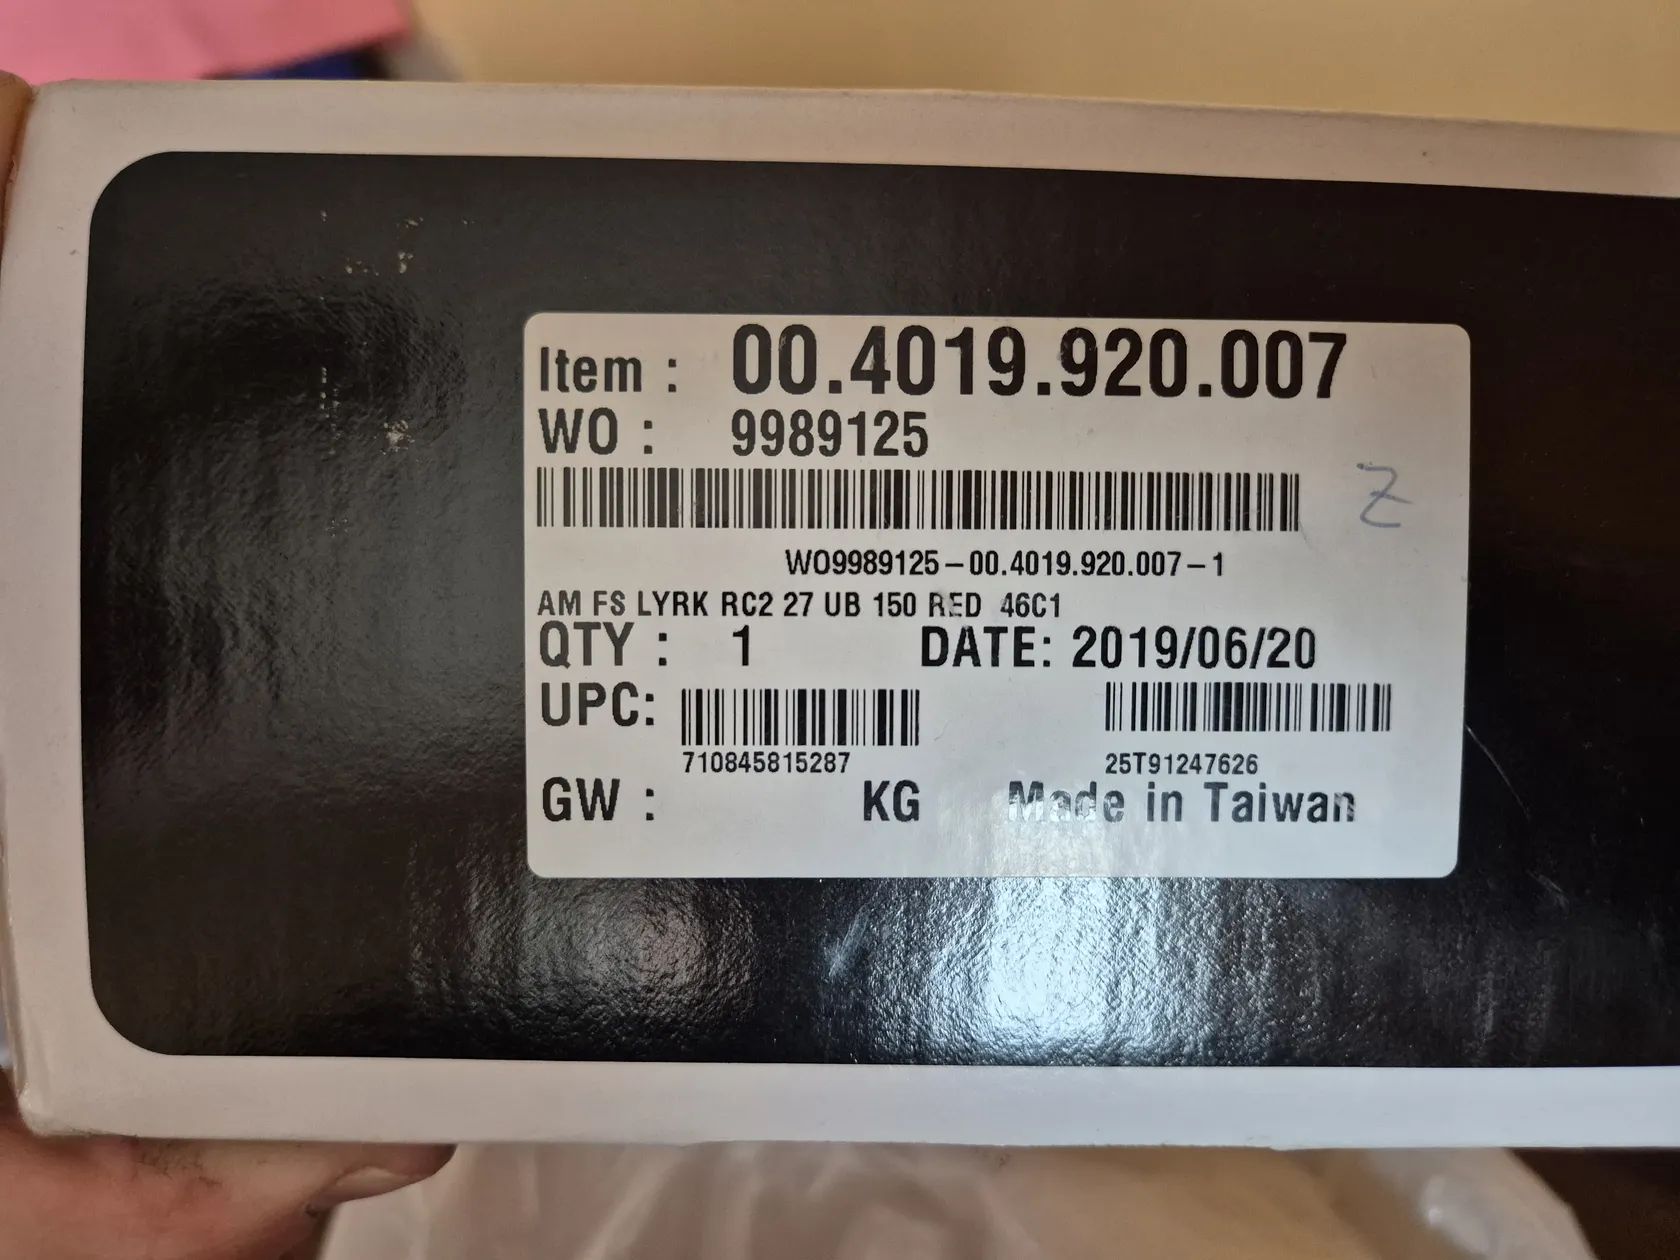 Item : 00.4019.920.007
WO : 9989125
Z
WO9989125-00.4019.920.007-1
AM FS LYRK RC2 27 UB 150 RED 46C1
QTY : 1 DATE: 2019/06/20
UPC:
710845815287 25T91247626
GW : KG Made in Taiwan